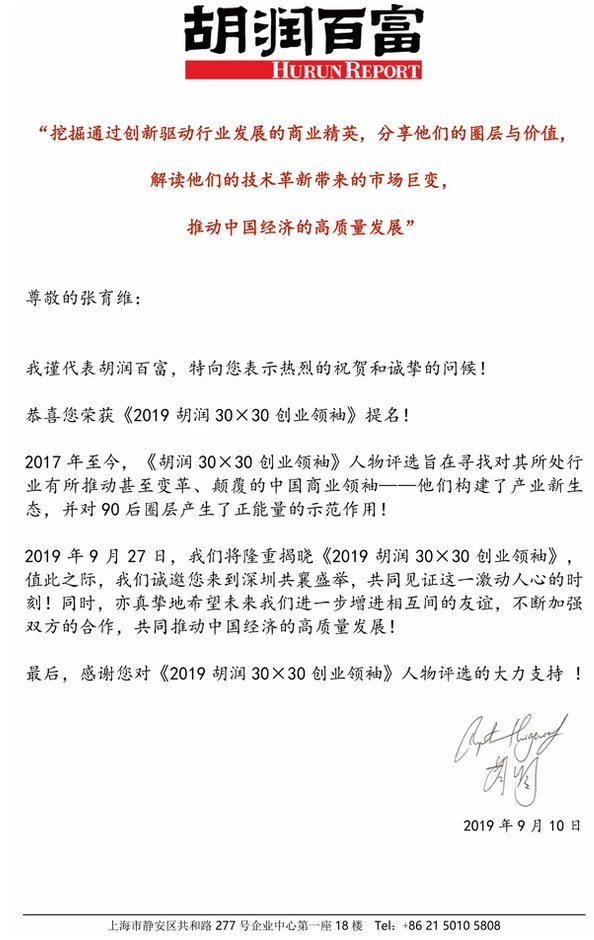 胡润百富
HURUN REPORT
“挖掘通过创新驱动行业发展的商业精英，分享他们的圈层与价值，
解读他们的技术革新带来的市场巨变，
推动中国经济的高质量发展”
尊敬的张育维：
我谨代表胡润百富，特向您表示热烈的祝贺和诚挚的问候！
恭喜您荣获《2019 胡润 30×30 创业领袖》提名！
2017 年至今，《胡润 30×30 创业领袖》人物评选旨在寻找对其所处行
业有所推动甚至变革、颠覆的中国商业领袖——他们构建了产业新生
态，并对 90 后圈层产生了正能量的示范作用！
2019 年 9 月 27 日，我们将隆重揭晓《2019 胡润 30×30 创业领袖》，
值此之际，我们诚邀您来到深圳共襄盛举，共同见证这一激动人心的时
刻！同时，亦真挚地希望未来我们进一步增进相互间的友谊，不断加强
双方的合作，共同推动中国经济的高质量发展！
最后，感谢您对《2019 胡润 30×30 创业领袖》人物评选的大力支持 ！
胡润
2019 年 9 月 10 日
上海市静安区共和路 277 号企业中心第一座 18 楼 Tel：+86 21 5010 5808